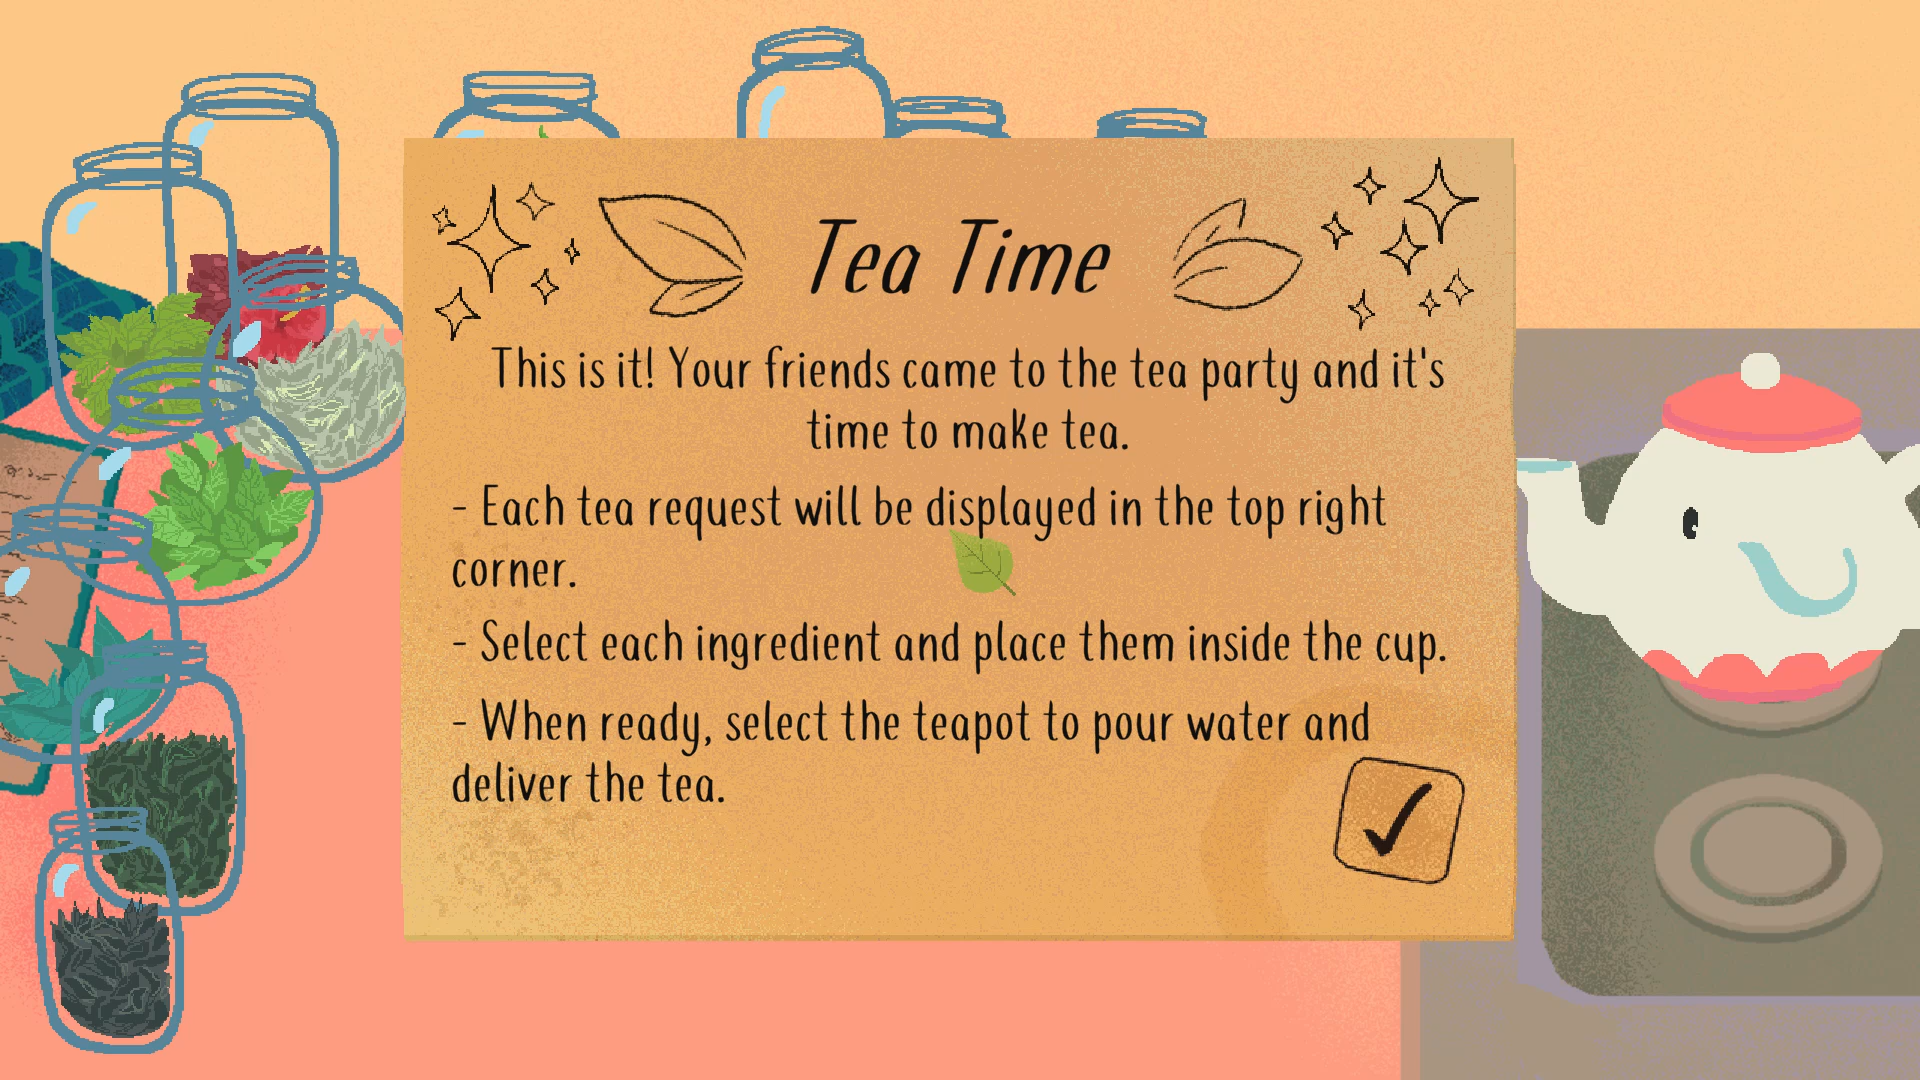 Tea Time
This is it! Your friends came to the tea party and it's
time to make tea.
- Each tea request will be displayed in the top right
corner.
- Select each ingredient and place them inside the cup.
- When ready, select the teapot to pour water and
deliver the tea.